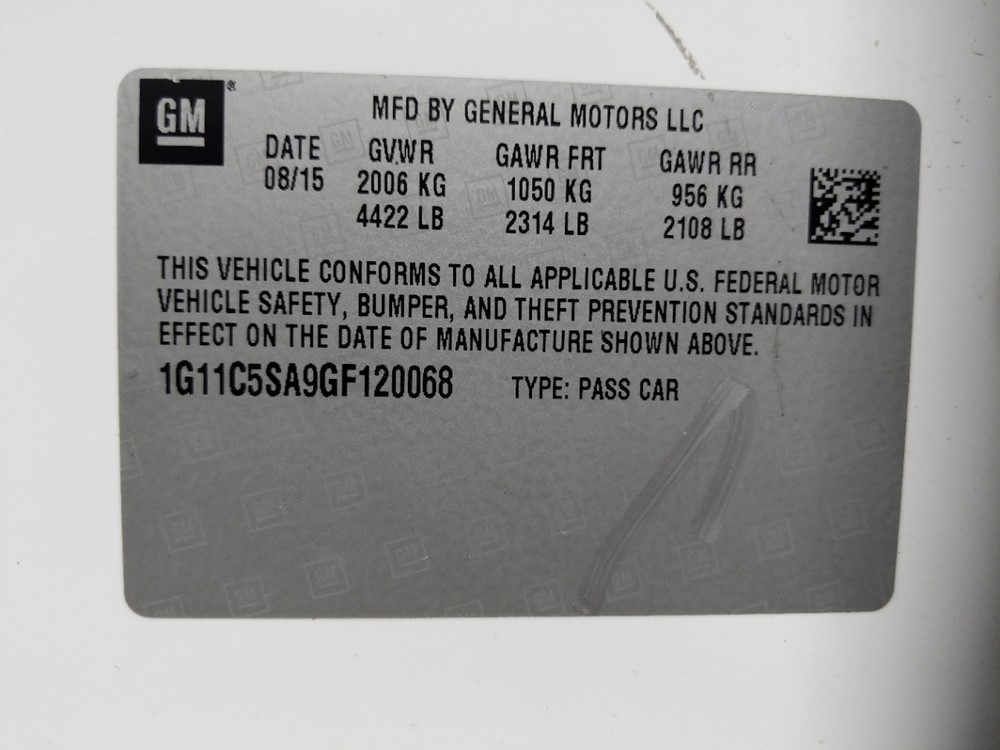 GM ®
MFD BY GENERAL MOTORS LLC
DATE GVWR GAWR FRT GAWR RR
08/15 2006 KG 1050 KG 956 KG
4422 LB 2314 LB 2108 LB
THIS VEHICLE CONFORMS TO ALL APPLICABLE U.S. FEDERAL MOTOR
VEHICLE SAFETY, BUMPER, AND THEFT PREVENTION STANDARDS IN
EFFECT ON THE DATE OF MANUFACTURE SHOWN ABOVE.
1G11C5SA9GF120068 TYPE: PASS CAR